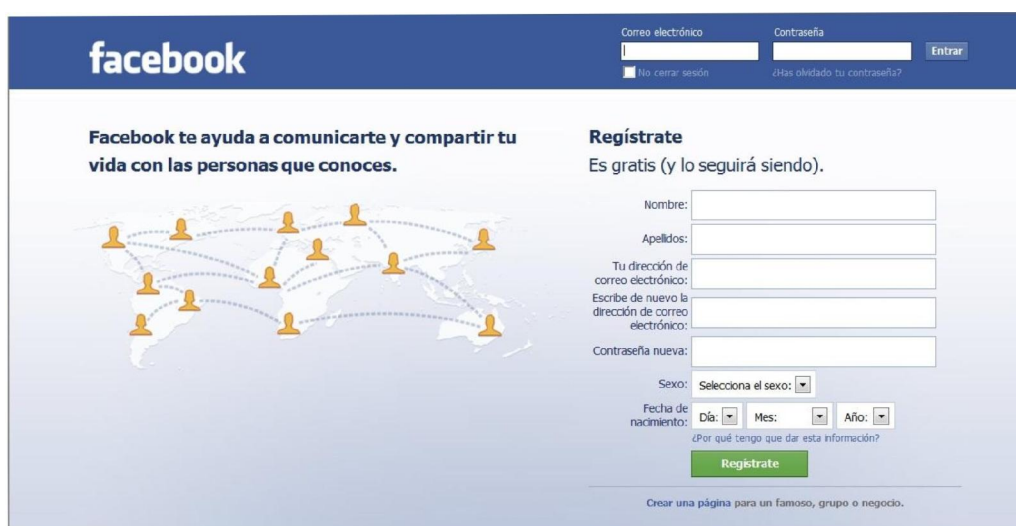 facebook
Correo electrónico
Contraseña
Entrar
No cerrar sesión
¿Has olvidado tu contraseña?
Facebook te ayuda a comunicarte y compartir tu
vida con las personas que conoces.
Regístrate
Es gratis (y lo seguirá siendo).
Nombre:
Apellidos:
Tu dirección de
correo electrónico:
Escribe de nuevo la
dirección de correo
electrónico:
Contraseña nueva:
Sexo: Selecciona el sexo:
Fecha de
nacimiento:
Día: Mes: Año:
¿Por qué tengo que dar esta información?
Regístrate
Crear una página para un famoso, grupo o negocio.